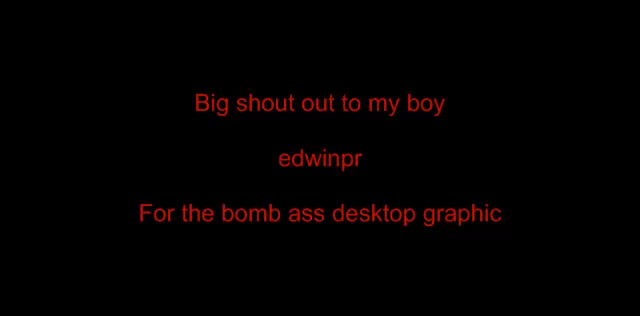 Big shout out to my boy
edwinpr
For the bomb ass desktop graphic